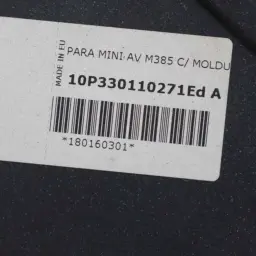 MADE IN EU
PARA MINI AV M385 C/ MOLDU
10P330110271Ed A
*180160301*